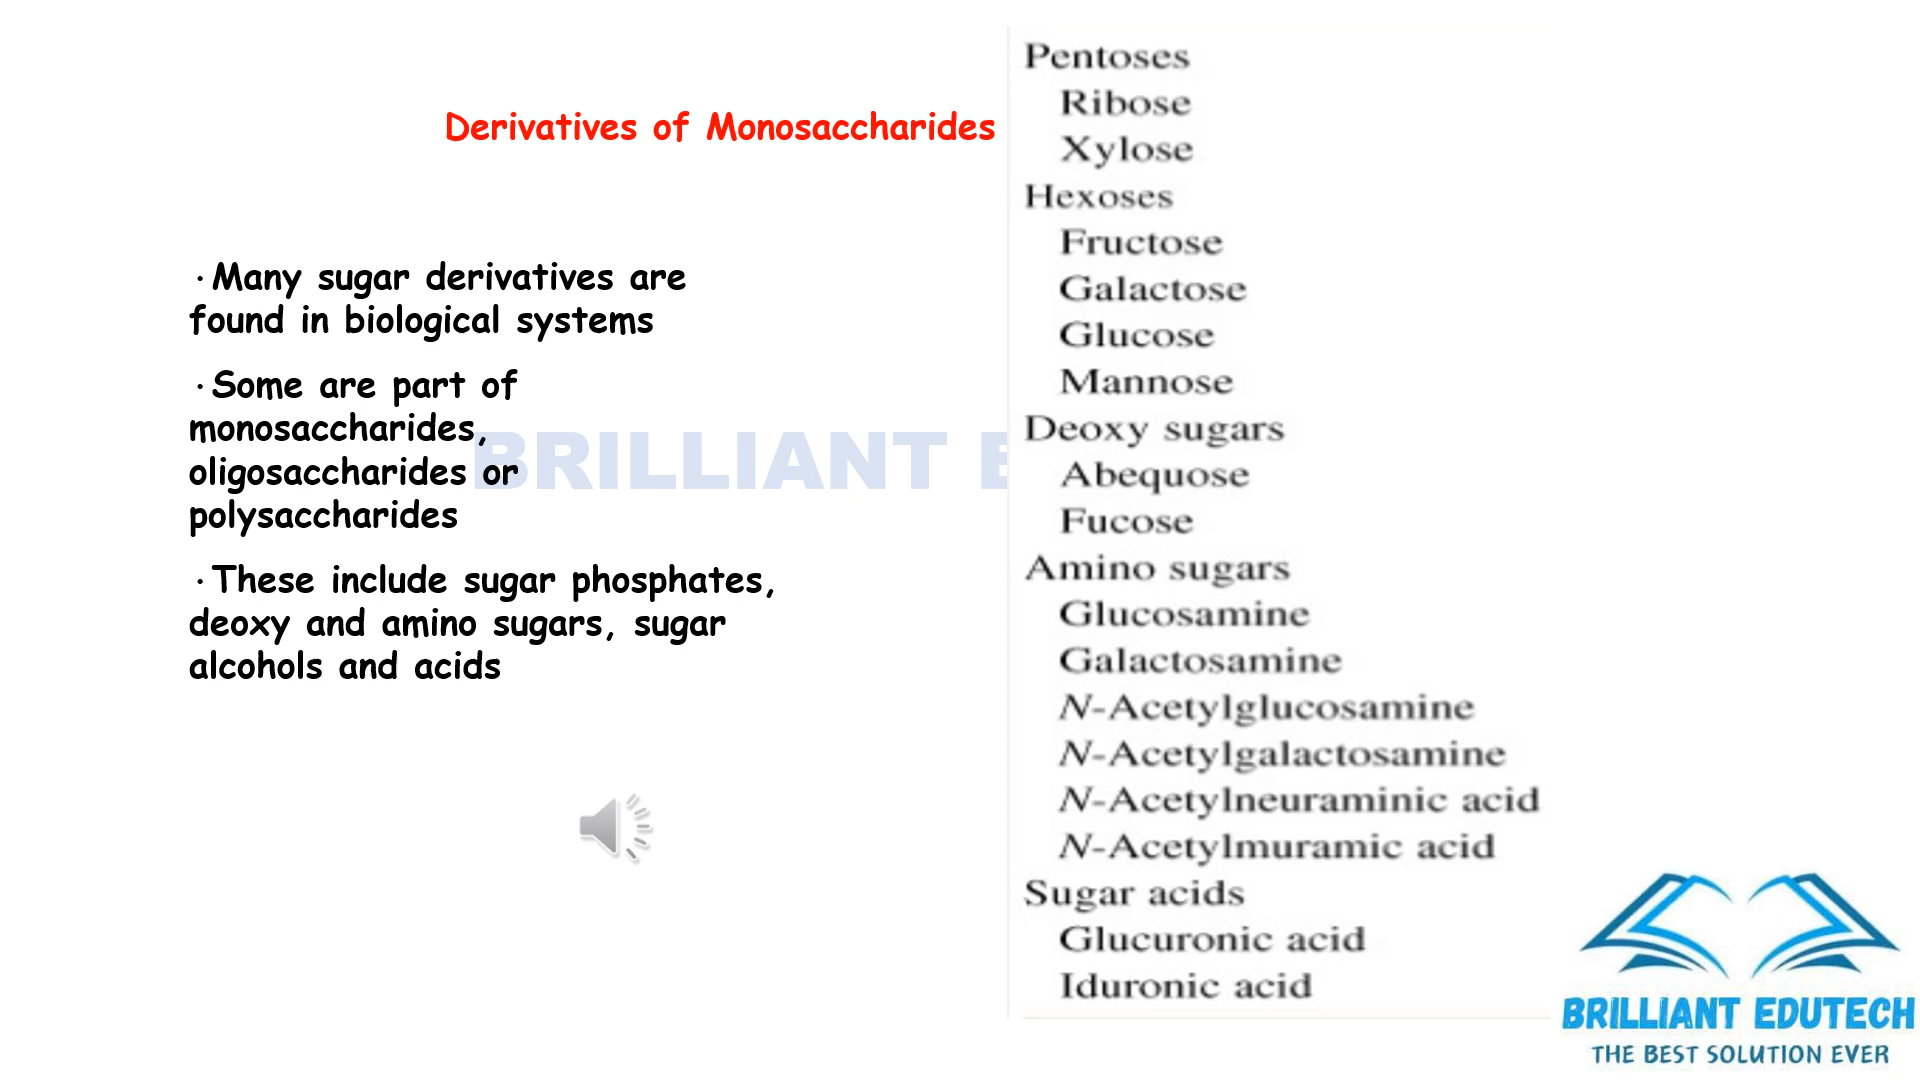 Derivatives of Monosaccharides
·Many sugar derivatives are
found in biological systems
·Some are part of
monosaccharides,
oligosaccharides or
polysaccharides
·These include sugar phosphates,
deoxy and amino sugars, sugar
alcohols and acids
BRILLIANT E
Pentoses
Ribose
Xylose
Hexoses
Fructose
Galactose
Glucose
Mannose
Deoxy sugars
Abequose
Fucose
Amino sugars
Glucosamine
Galactosamine
N-Acetylglucosamine
N-Acetylgalactosamine
N-Acetylneuraminic acid
N-Acetylmuramic acid
Sugar acids
Glucuronic acid
Iduronic acid
BRILLIANT EDUTECH
THE BEST SOLUTION EVER